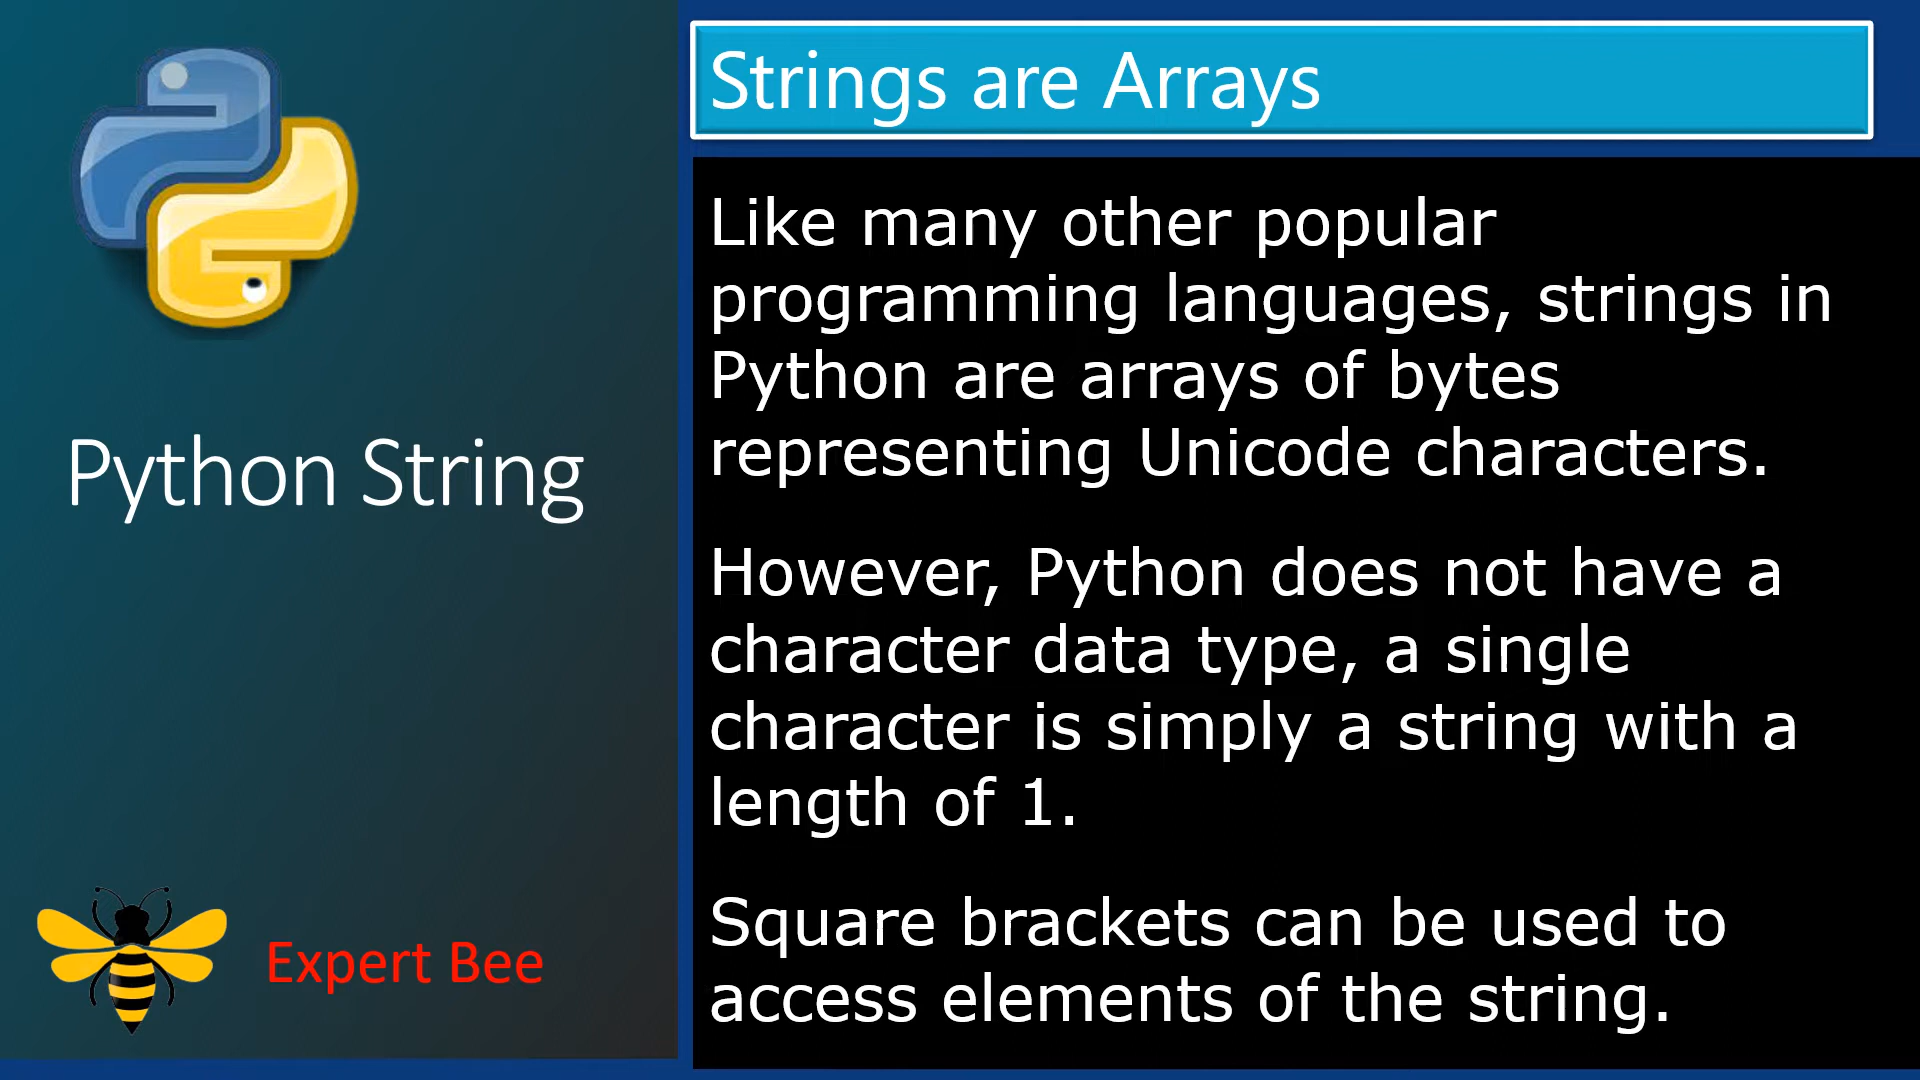 Python String
Expert Bee
Strings are Arrays
Like many other popular
programming languages, strings in
Python are arrays of bytes
representing Unicode characters.
However, Python does not have a
character data type, a single
character is simply a string with a
length of 1.
Square brackets can be used to
access elements of the string.